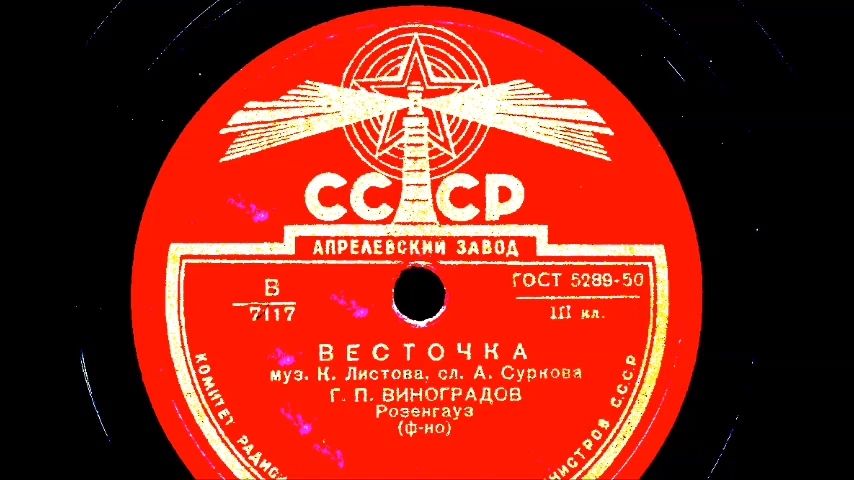 СССР
АПРЕЛЕВСКИЙ ЗАВОД
В
7117
ГОСТ 5289-50
III кл.
ВЕСТОЧКА
муз. К. Листова, сл. А. Суркова
Г. П. ВИНОГРАДОВ
Розенгауз
(ф-но)
КОМИТЕТ РАДИО
НИСТРОВ СССР